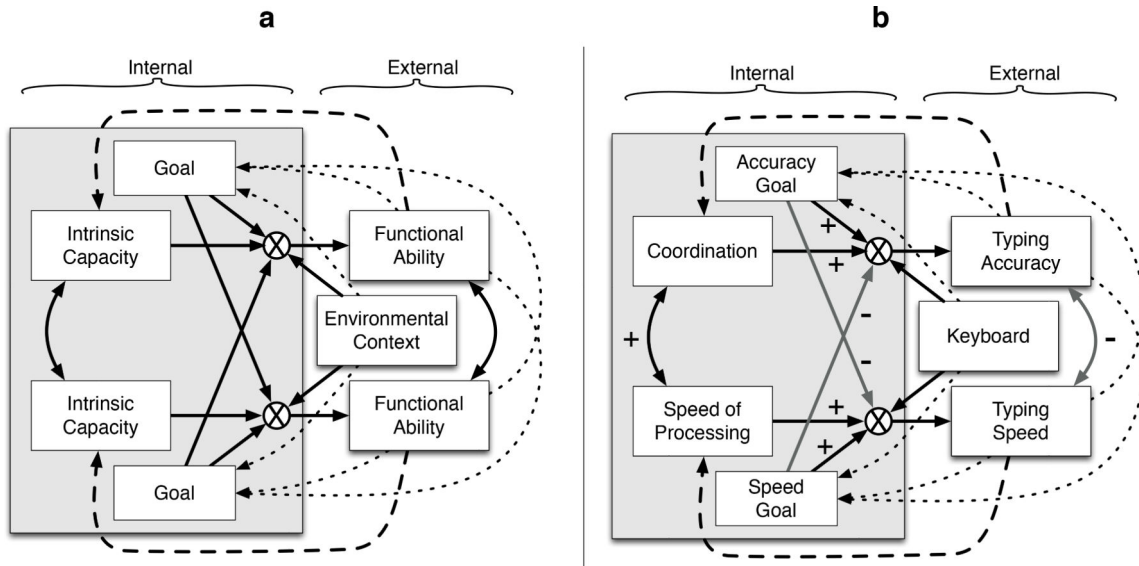 a
Internal
External
Goal
Intrinsic
Capacity
X
Functional
Ability
Environmental
Context
Intrinsic
Capacity
X
Functional
Ability
Goal
b
Internal
External
Accuracy
Goal
+
Coordination
+
X
Typing
Accuracy
-
+
Keyboard
-
-
Speed of
Processing
+
X
Typing
Speed
+
Speed
Goal